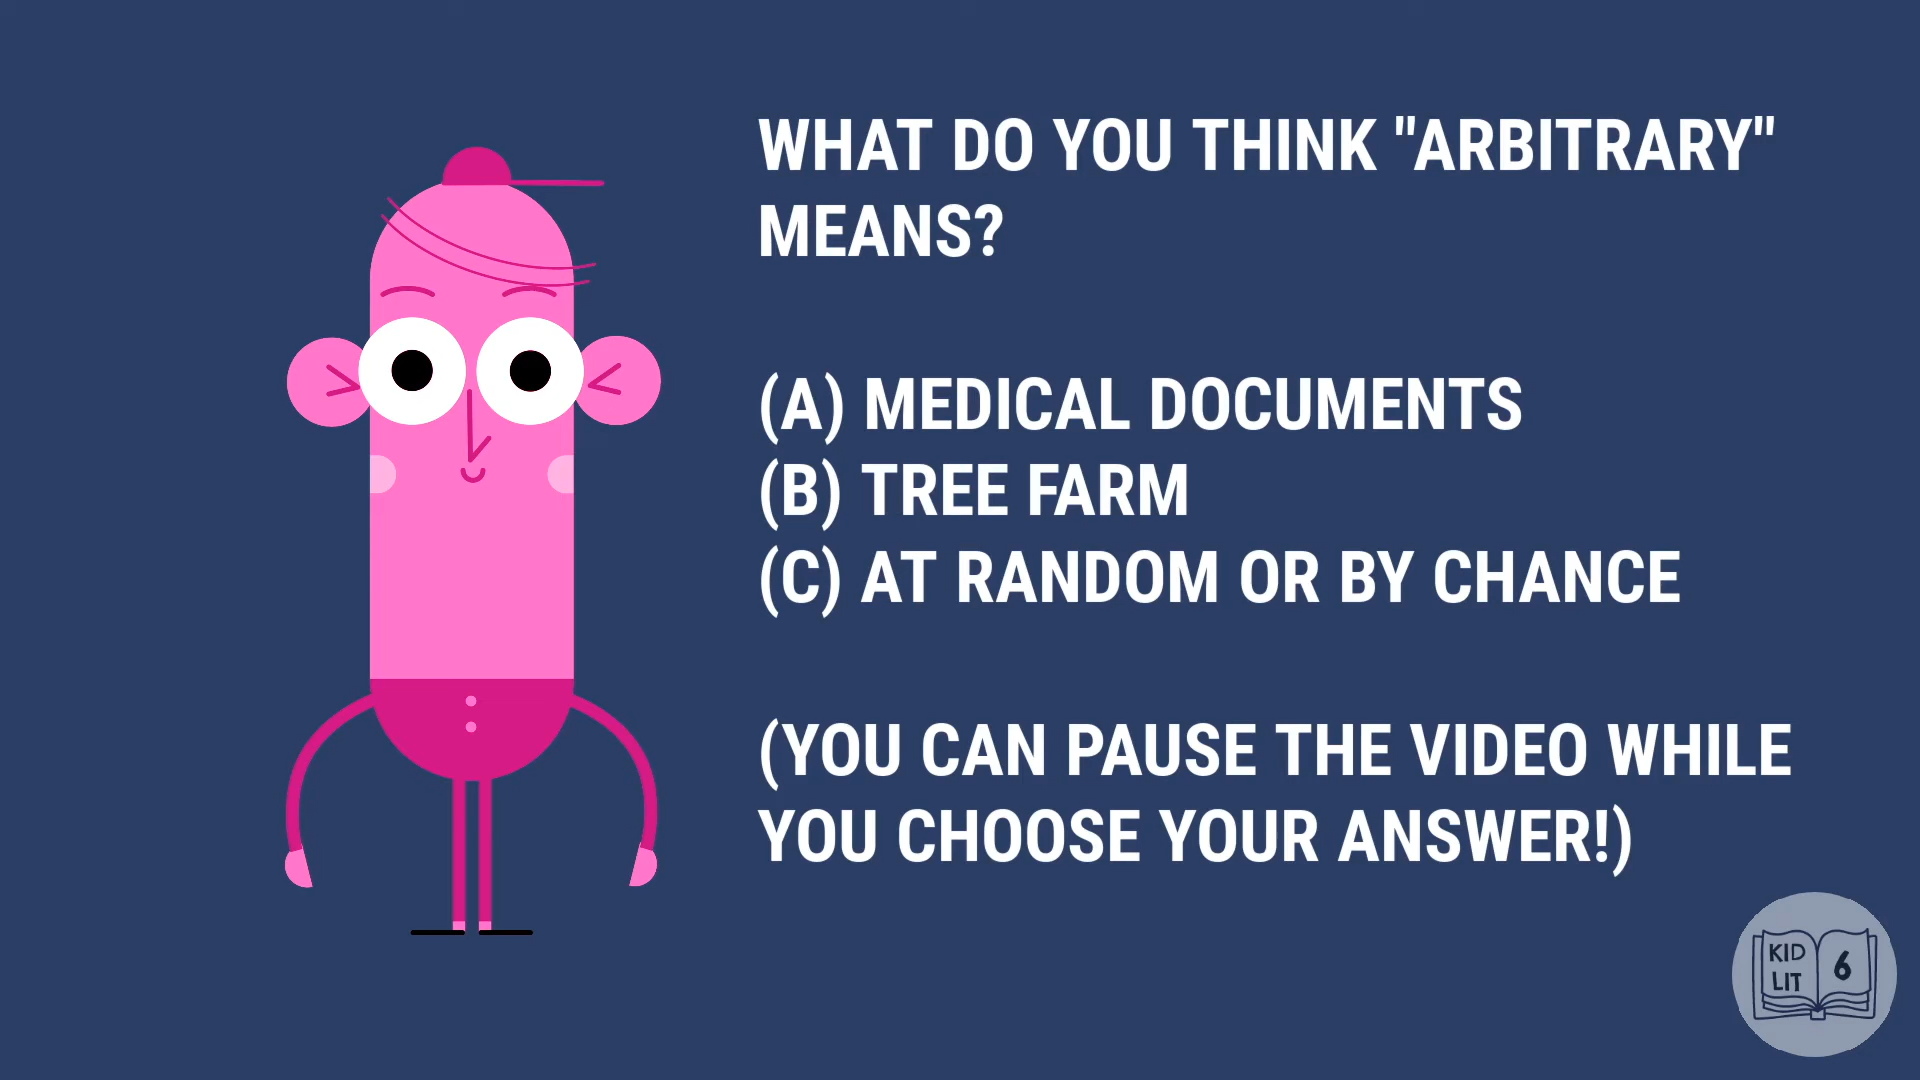 WHAT DO YOU THINK "ARBITRARY"
MEANS?
(A) MEDICAL DOCUMENTS
(B) TREE FARM
(C) AT RANDOM OR BY CHANCE
(YOU CAN PAUSE THE VIDEO WHILE
YOU CHOOSE YOUR ANSWER!)
KID
LIT
6